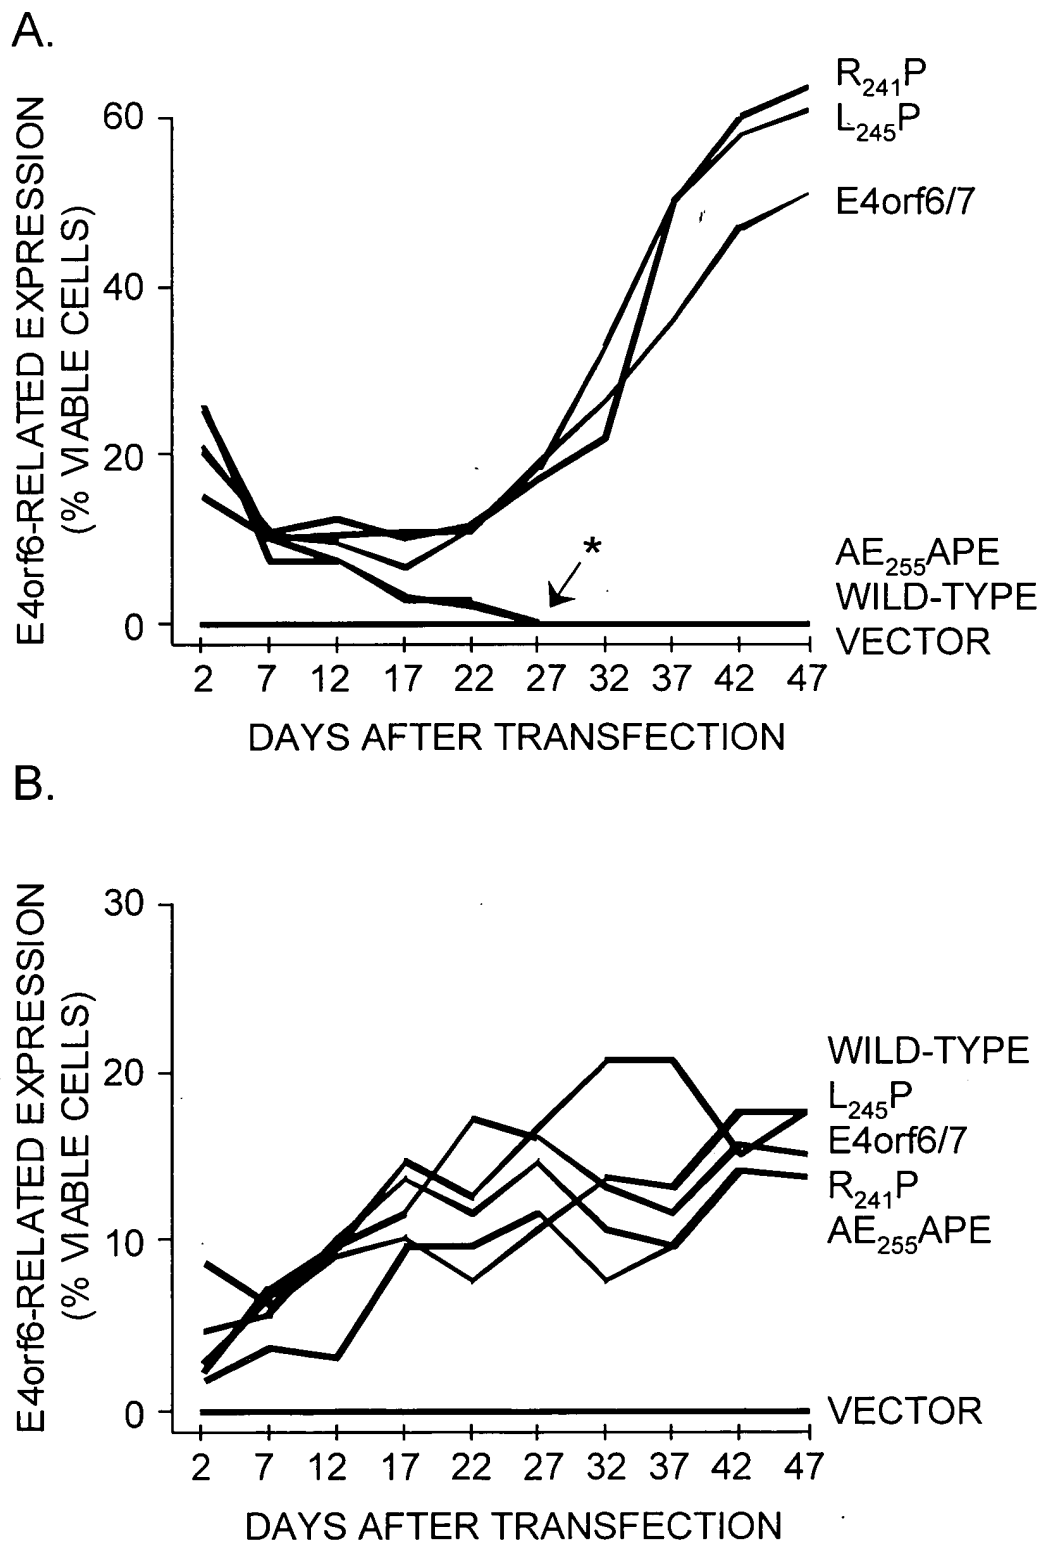 A.
E4orf6-RELATED EXPRESSION
(% VIABLE CELLS)
60
40
20
0
R241P
L245P
E4orf6/7
*
AE255APE
WILD-TYPE
VECTOR
2 7 12 17 22 27 32 37 42 47
DAYS AFTER TRANSFECTION
B.
E4orf6-RELATED EXPRESSION
(% VIABLE CELLS)
30
20
10
0
WILD-TYPE
L245P
E4orf6/7
R241P
AE255APE
VECTOR
2 7 12 17 22 27 32 37 42 47
DAYS AFTER TRANSFECTION